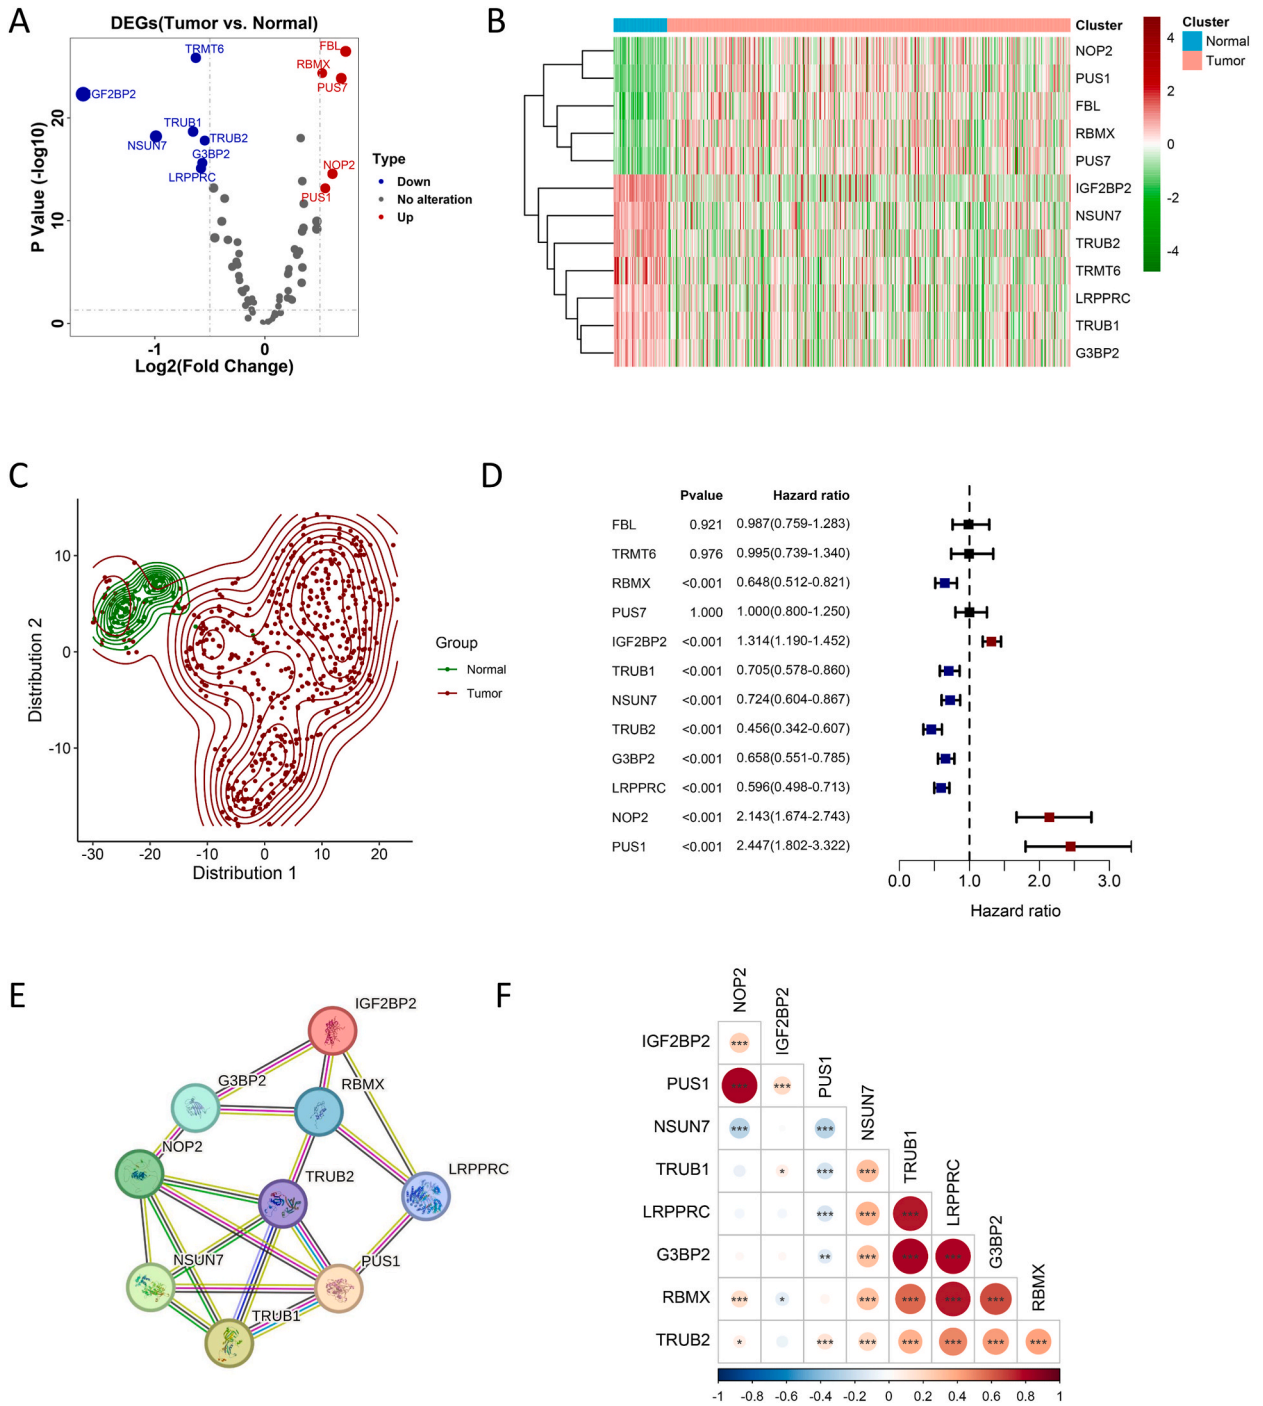 A
DEGs(Tumor vs. Normal)
P Value (-log10)
20
10
0
-1
0
Log2(Fold Change)
TRMT6
FBL
RBMX
PUS7
IGF2BP2
TRUB1
TRUB2
NSUN7
G3BP2
LRPPRC
NOP2
PUS1
Type
Down
No alteration
Up
B
Cluster
NOP2
PUS1
FBL
RBMX
PUS7
IGF2BP2
NSUN7
TRUB2
TRMT6
LRPPRC
TRUB1
G3BP2
4
2
0
-2
-4
Cluster
Normal
Tumor
C
Distribution 2
10
0
-10
-30
-20
-10
0
10
20
Distribution 1
Group
Normal
Tumor
D
Pvalue Hazard ratio
FBL 0.921 0.987(0.759-1.283)
TRMT6 0.976 0.995(0.739-1.340)
RBMX <0.001 0.648(0.512-0.821)
PUS7 1.000 1.000(0.800-1.250)
IGF2BP2 <0.001 1.314(1.190-1.452)
TRUB1 <0.001 0.705(0.578-0.860)
NSUN7 <0.001 0.724(0.604-0.867)
TRUB2 <0.001 0.456(0.342-0.607)
G3BP2 <0.001 0.658(0.551-0.785)
LRPPRC <0.001 0.596(0.498-0.713)
NOP2 <0.001 2.143(1.674-2.743)
PUS1 <0.001 2.447(1.802-3.322)
0.0 1.0 2.0 3.0
Hazard ratio
E
IGF2BP2
G3BP2
RBMX
NOP2
TRUB2
LRPPRC
NSUN7
PUS1
TRUB1
F
NOP2
IGF2BP2
PUS1
NSUN7
TRUB1
LRPPRC
G3BP2
RBMX
IGF2BP2 ***
PUS1 *** ***
NSUN7 *** ***
TRUB1 * *** ***
LRPPRC *** *** ***
G3BP2 ** *** *** ***
RBMX *** * *** *** *** ***
TRUB2 * *** *** *** *** *** ***
-1 -0.8 -0.6 -0.4 -0.2 0 0.2 0.4 0.6 0.8 1